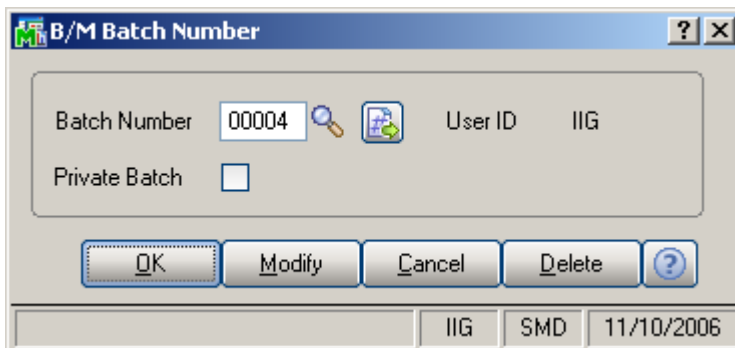 B/M Batch Number
Batch Number 00004 User ID IIG
Private Batch
OK Modify Cancel Delete
IIG SMD 11/10/2006